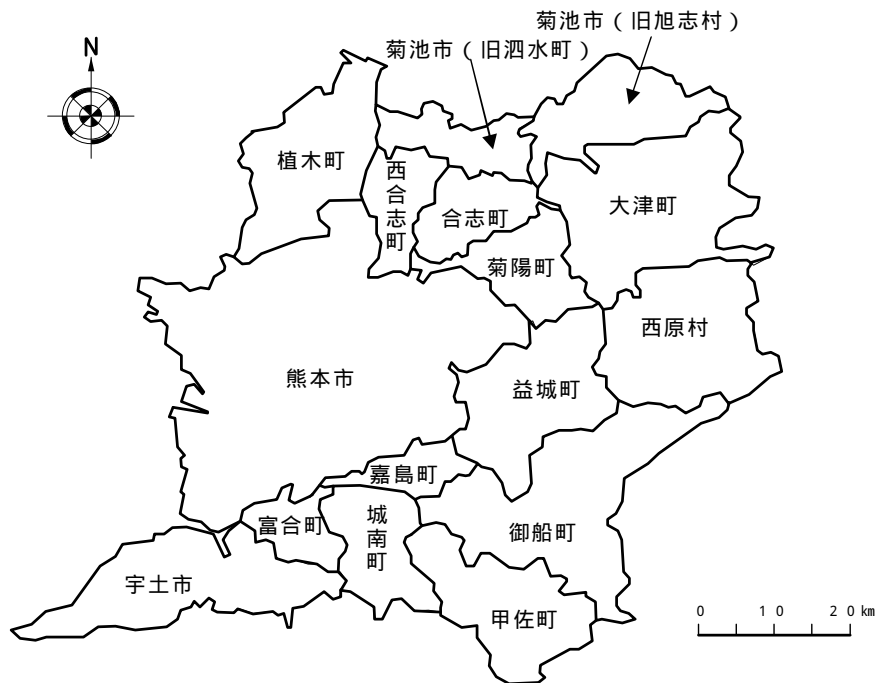 菊池市（旧旭志村）
菊池市（旧泗水町）
N
植木町
西合志町
合志町
大津町
菊陽町
西原村
熊本市
益城町
嘉島町
富合町
城南町
御船町
宇土市
甲佐町
0 10 20km